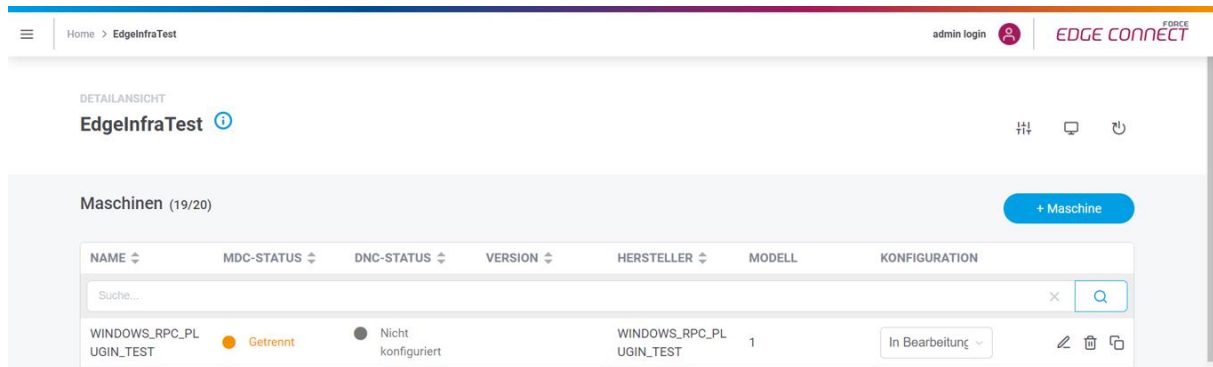 Home > EdgeInfraTest
admin login
FORCE
EDGE CONNECT
DETAILANSICHT
EdgeInfraTest
Maschinen (19/20)
+ Maschine
NAME MDC-STATUS DNC-STATUS VERSION HERSTELLER MODELL KONFIGURATION
Suche...
WINDOWS_RPC_PL
UGIN_TEST
Getrennt
Nicht
konfiguriert
WINDOWS_RPC_PL
UGIN_TEST
1
In Bearbeitung